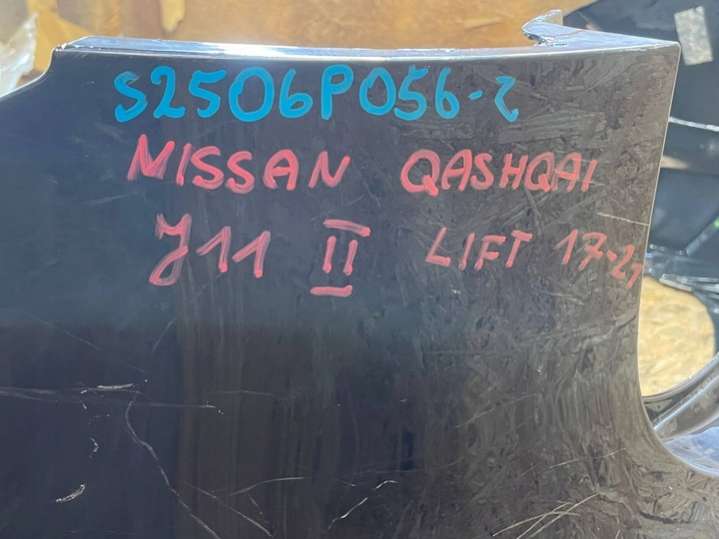 S2506P056-2
NISSAN QASHQAI
J11 II LIFT 17-21